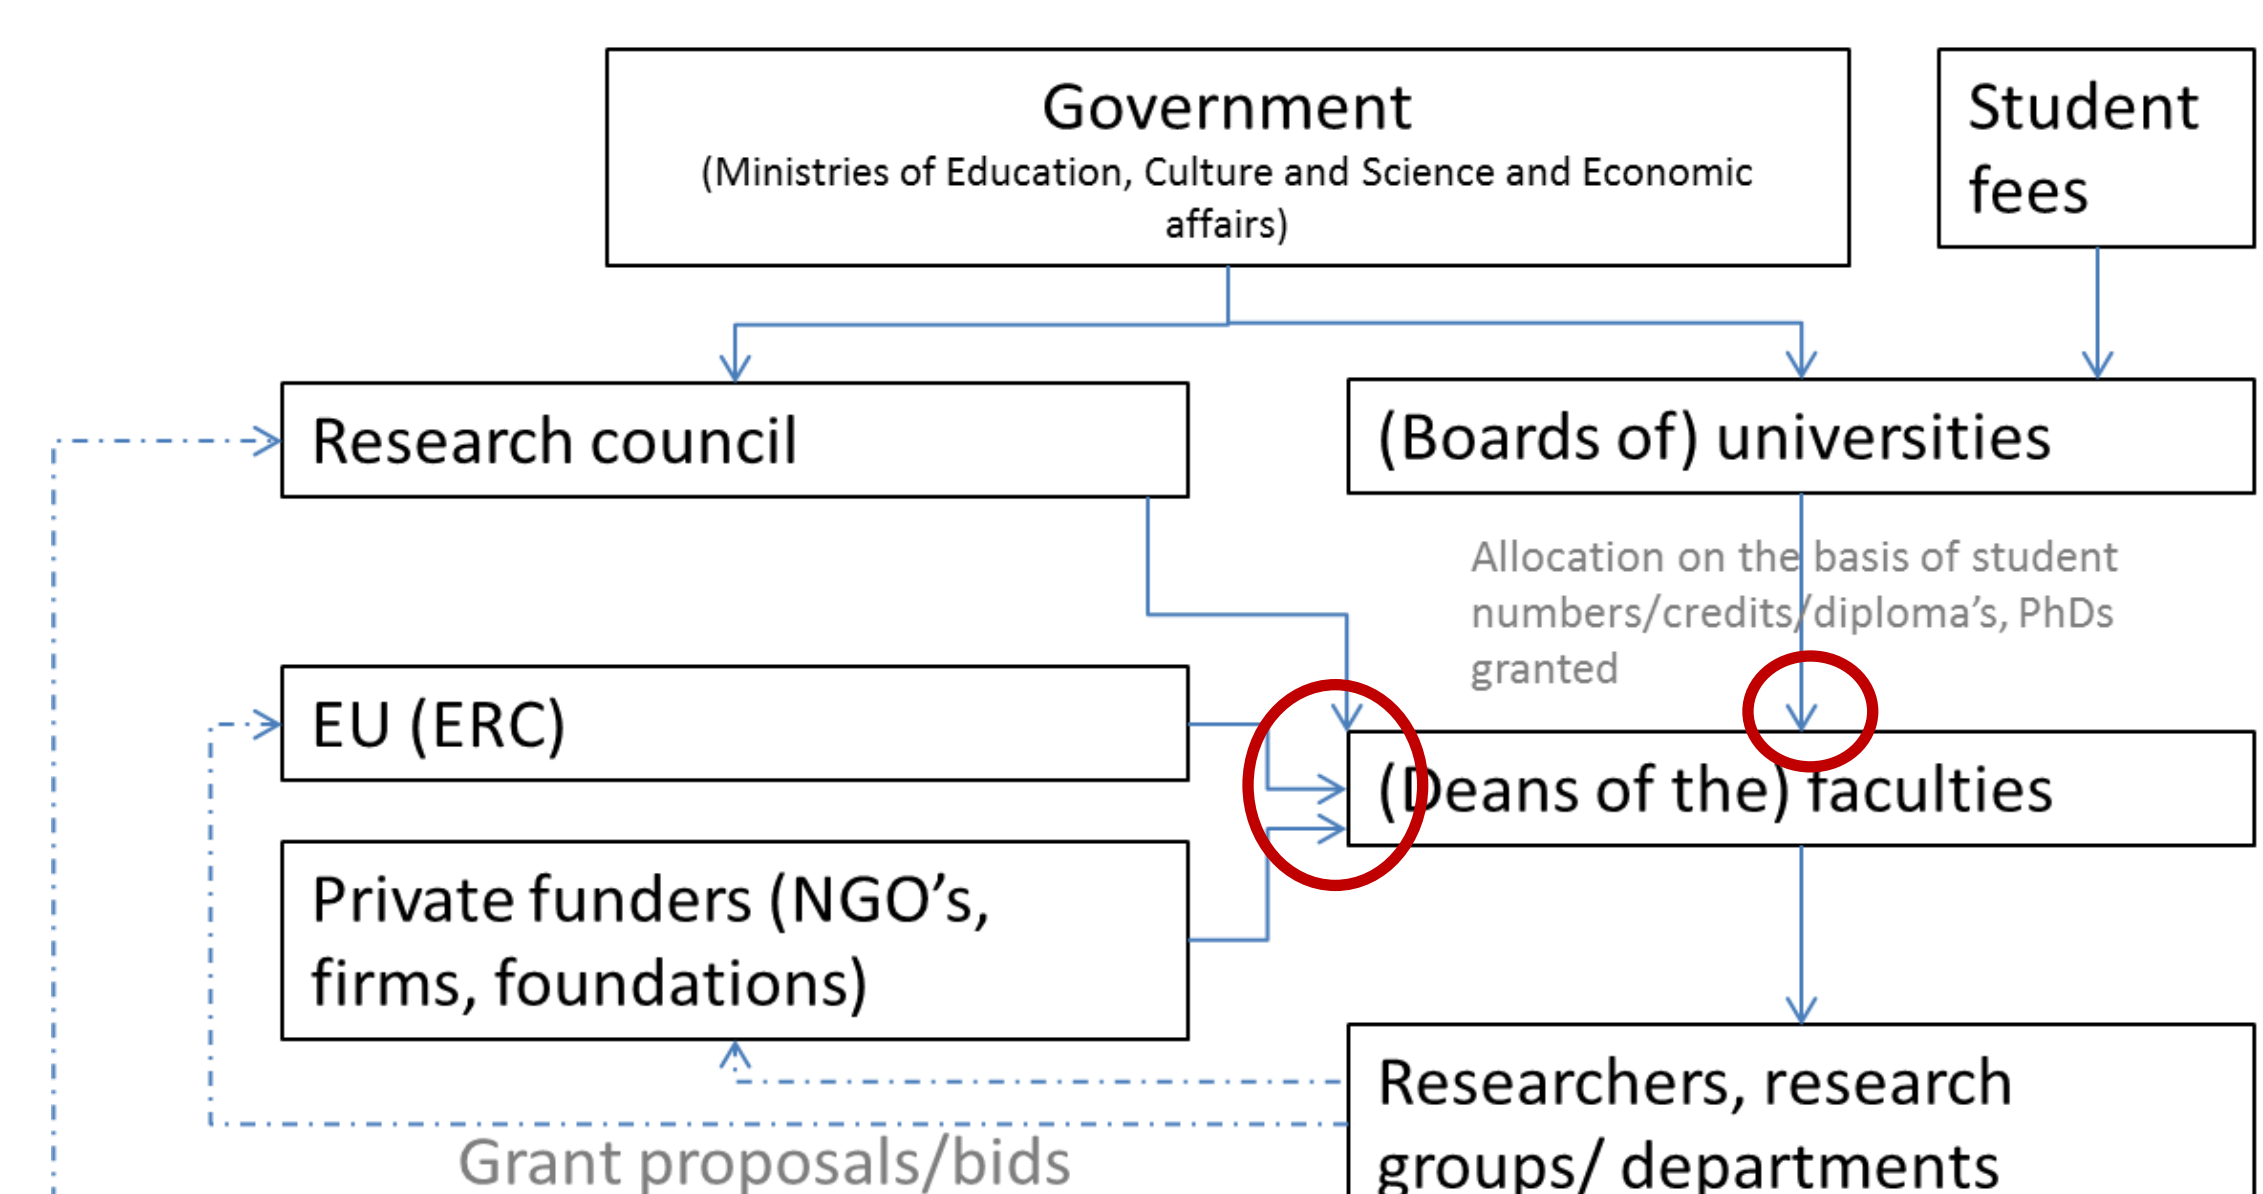 Government
(Ministries of Education, Culture and Science and Economic
affairs)
Student
fees
Research council
(Boards of) universities
Allocation on the basis of student
numbers/credits/diploma's, PhDs
granted
EU (ERC)
(Deans of the) faculties
Private funders (NGO's,
firms, foundations)
Researchers, research
groups/ departments
Grant proposals/bids